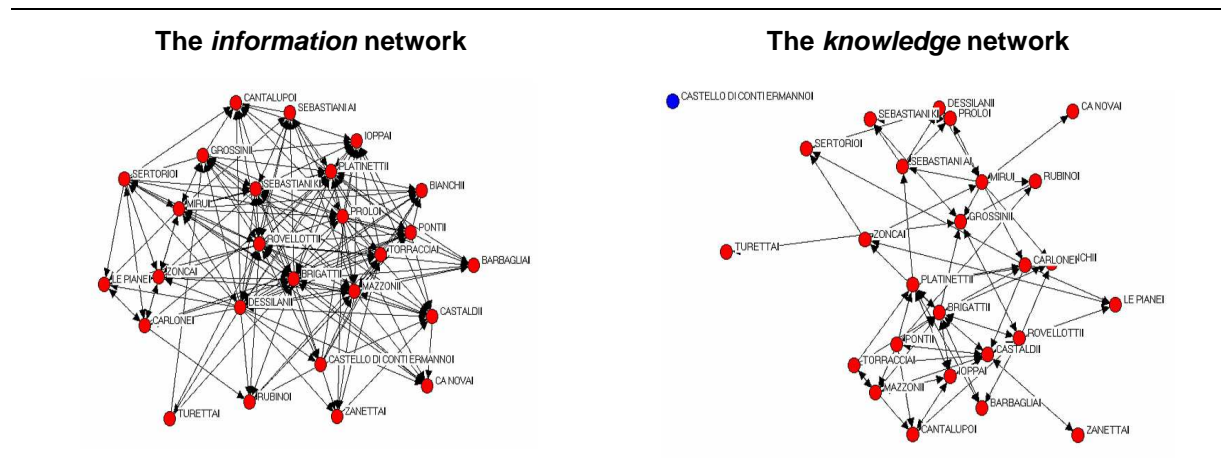 The information network
The knowledge network
CANTALUPOI
SEBASTIANI AI
IOPPAI
GROSSINII
PLATINETTII
SERTORIOI
SEBASTIANI KI
BIANCHII
MIRUI
PROLOI
PONTII
ROVELLOTTII
TORRACCIAI
BARBAGLIAI
ZONCAI
LE PIANEI
BRIGATTII
MAZZONII
DESSILANII
CASTALDII
CARLONEI
CASTELLO DI CONTI ERMANNOI
CA NOVAI
RUBINOI
TURETTAI
ZANETTAI
CASTELLO DI CONTI ERMANNOI
DESSILANII
SEBASTIANI KI
PROLOI
CA NOVAI
SERTORIOI
SEBASTIANI AI
MIRUI
RUBINOI
GROSSINII
ZONCAI
TURETTAI
CARLONEI
CHII
PLATINETTII
LE PIANEI
BRIGATTII
ROVELLOTTII
PONTII
CASTALDII
TORRACCIAI
IOPPAI
MAZZONII
BARBAGLIAI
CANTALUPOI
ZANETTAI